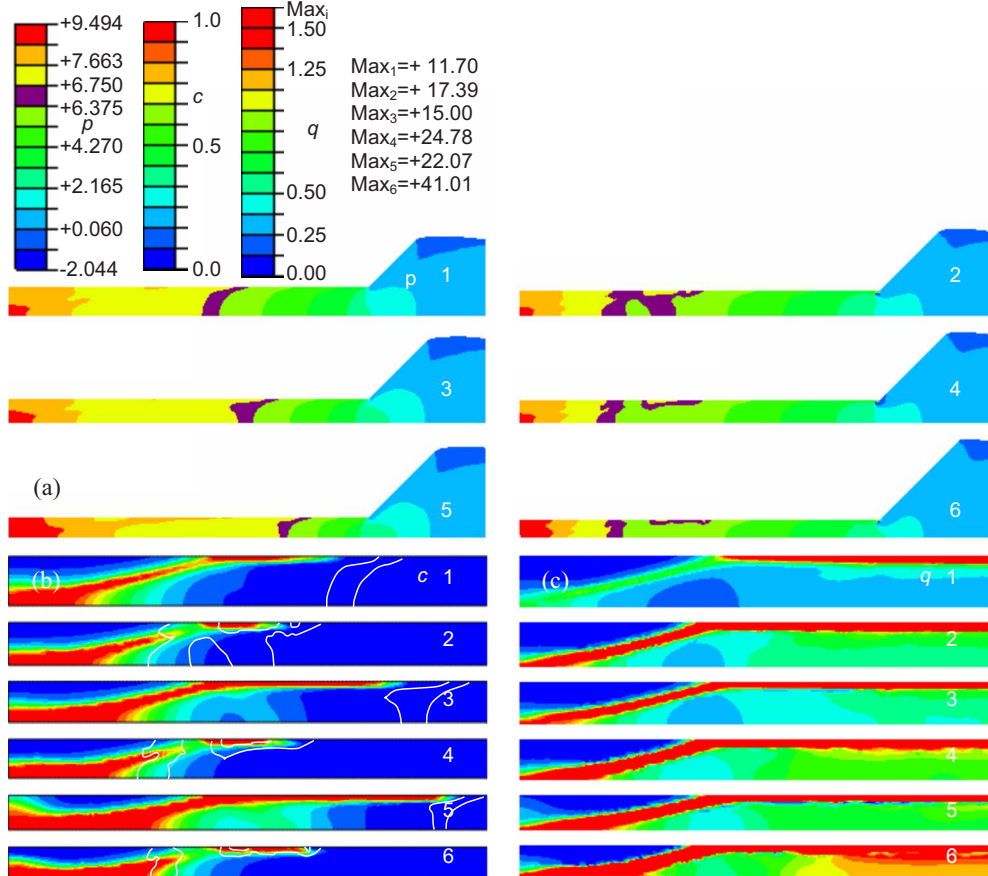 +9.494
+7.663
+6.750
+6.375
p
+4.270
+2.165
+0.060
-2.044
1.0
c
0.5
0.0
Maxi
1.50
1.25
q
0.50
0.25
0.00
Max1=+ 11.70
Max2=+ 17.39
Max3=+15.00
Max4=+24.78
Max5=+22.07
Max6=+41.01
p 1
2
3
4
(a) 5
6
(b) c 1
(c) q 1
2
2
3
3
4
4
5
5
6
6